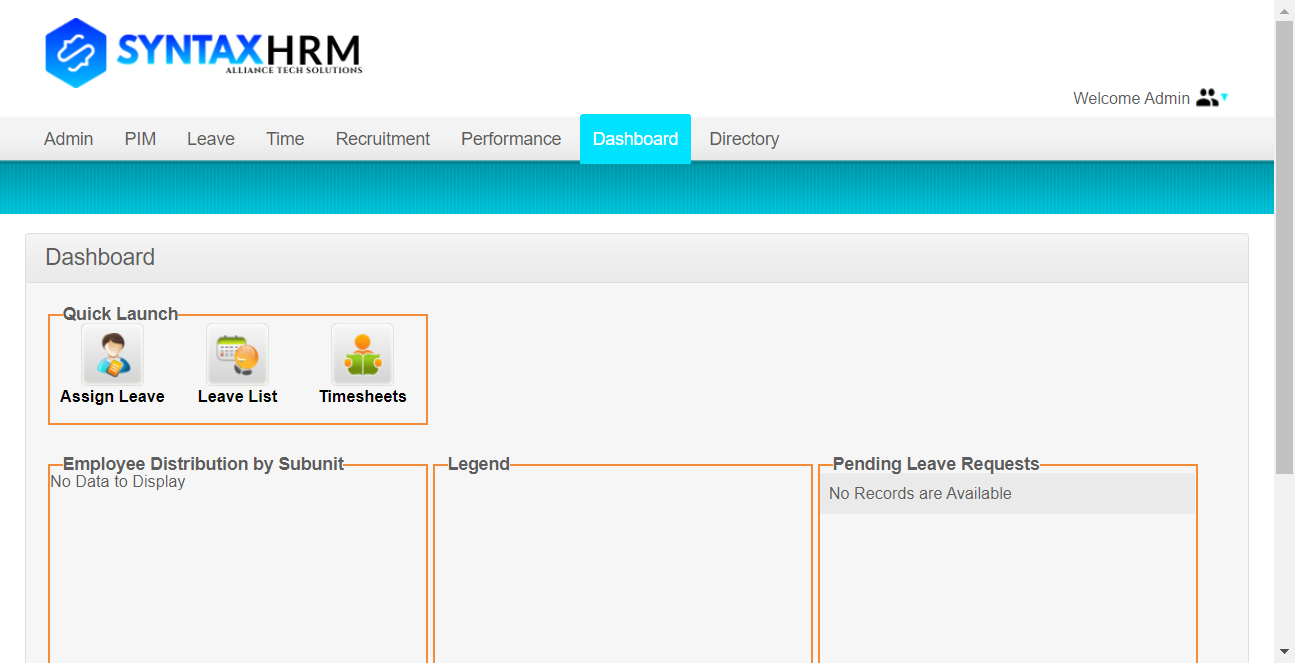 SYNTAXHRM
ALLIANCE TECH SOLUTIONS
Welcome Admin
Admin PIM Leave Time Recruitment Performance Dashboard Directory
Dashboard
Quick Launch
Assign Leave Leave List Timesheets
Employee Distribution by Subunit Legend Pending Leave Requests
No Data to Display
No Records are Available